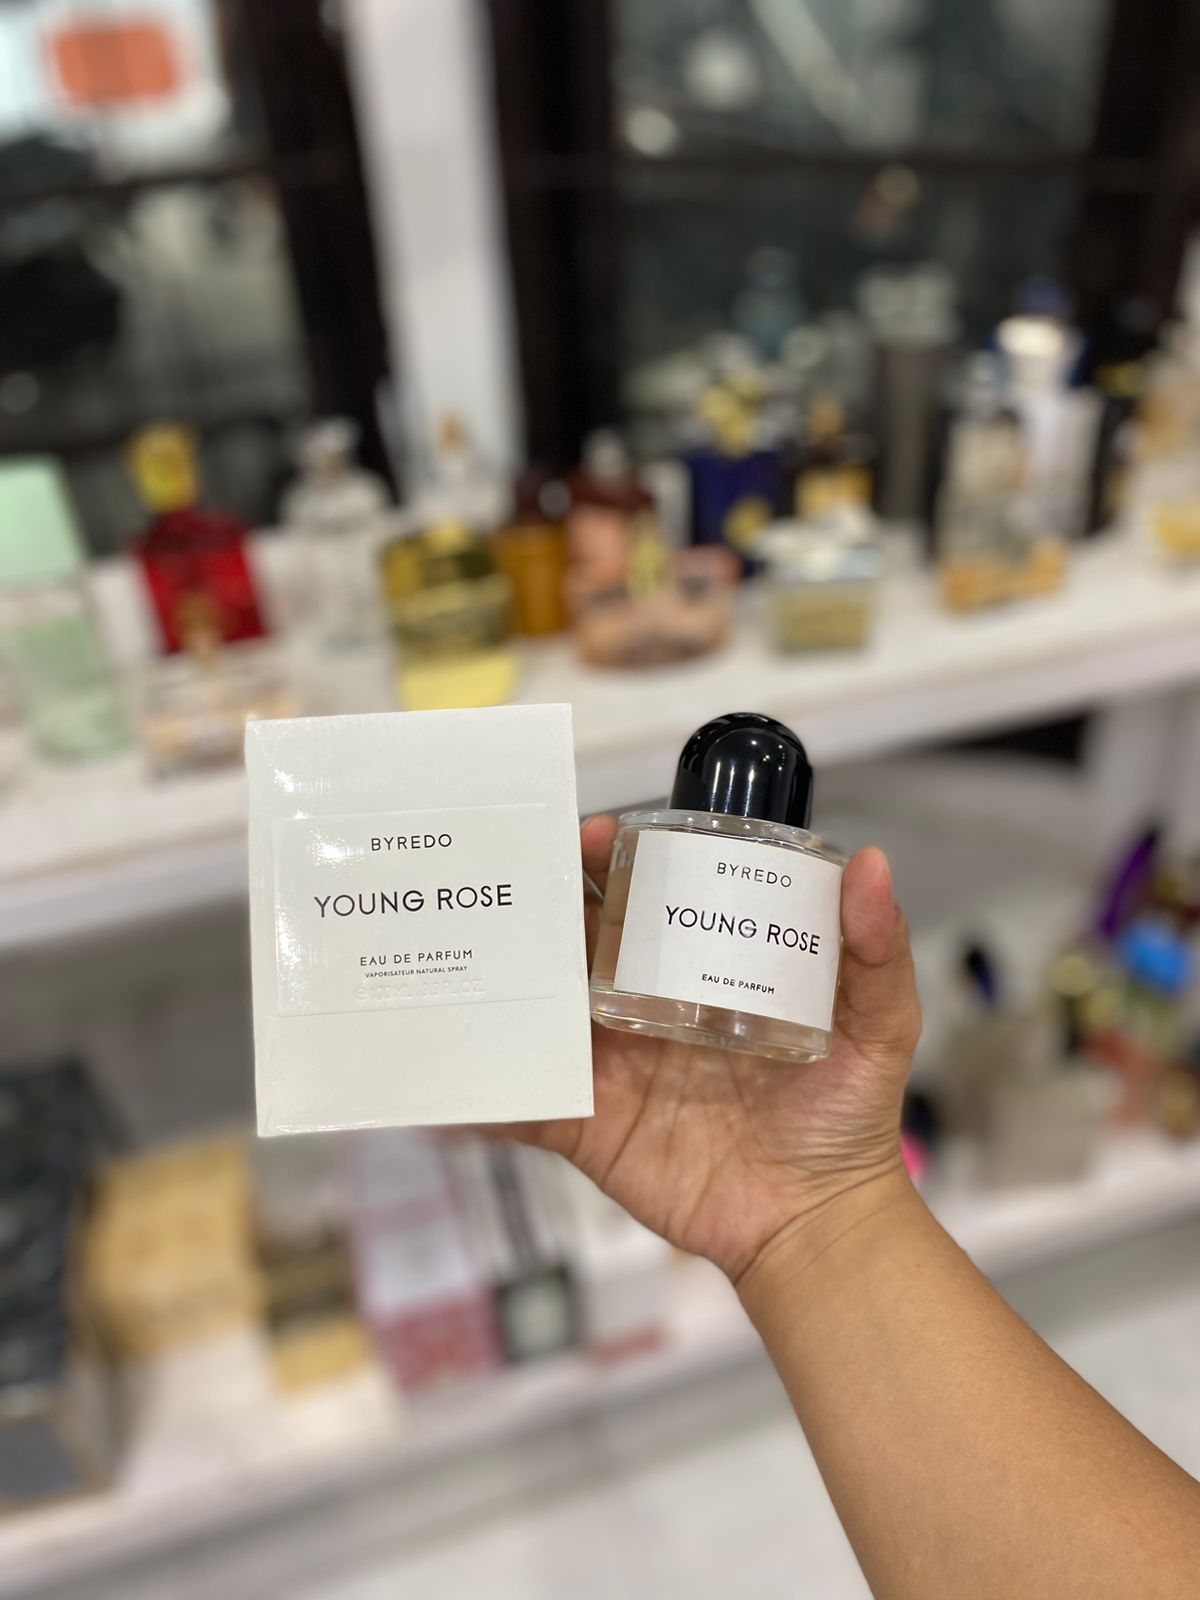 BYREDO
YOUNG ROSE
EAU DE PARFUM
VAPORISATEUR NATURAL SPRAY
BYREDO
YOUNG ROSE
EAU DE PARFUM